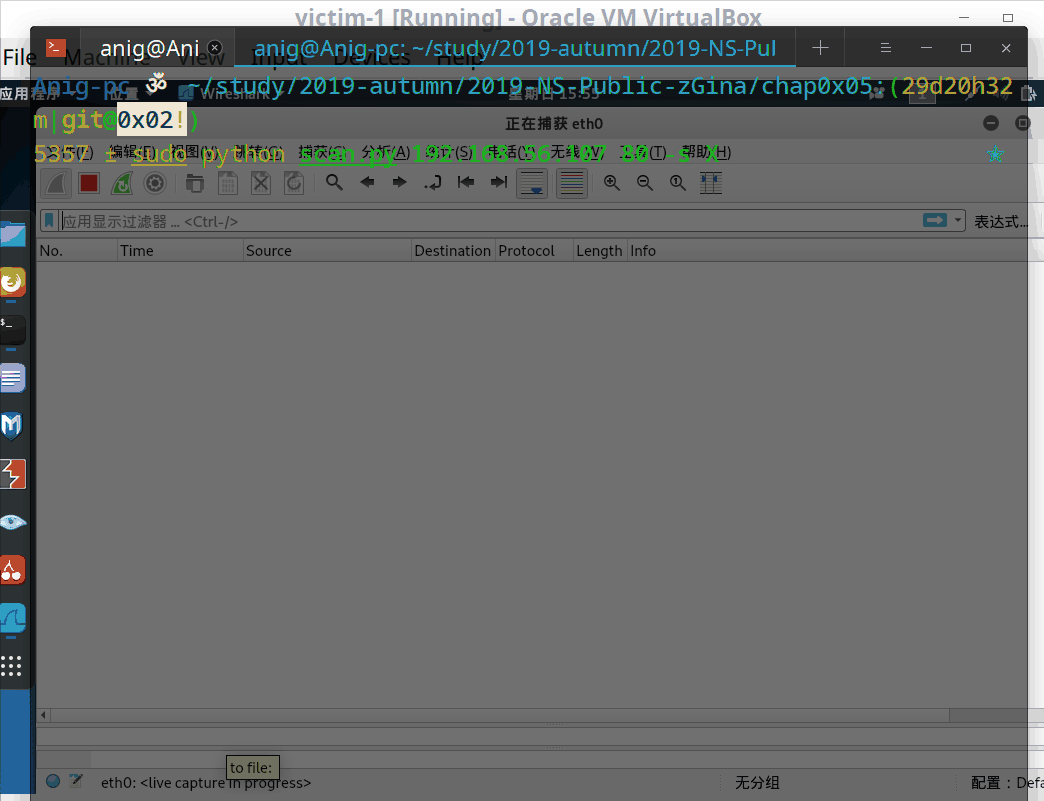 victim-1 [Running] - Oracle VM VirtualBox
anig@Ani
anig@Anig-pc: ~/study/2019-autumn/2019-NS-Pul
File Machine View Input Devices Help
Anig-pc ॐ ~/study/2019-autumn/2019-NS-Public-zGina/chap0x05:(29d20h32
应用程序 位置 Wireshark 星期日 15:55 1
m|git@0x02!)
正在捕获 eth0
5357 ± sudo python scan.py 192.168.56.107 80 -s X
文件(F) 编辑(E) 视图(V) 跳转(G) 捕获(C) 分析(A) 统计(S) 电话(Y) 无线(W) 工具(T) 帮助(H)
应用显示过滤器 … <Ctrl-/>
表达式…
No. Time Source Destination Protocol Length Info
to file:
eth0: <live capture in progress>
无分组
配置：Defa